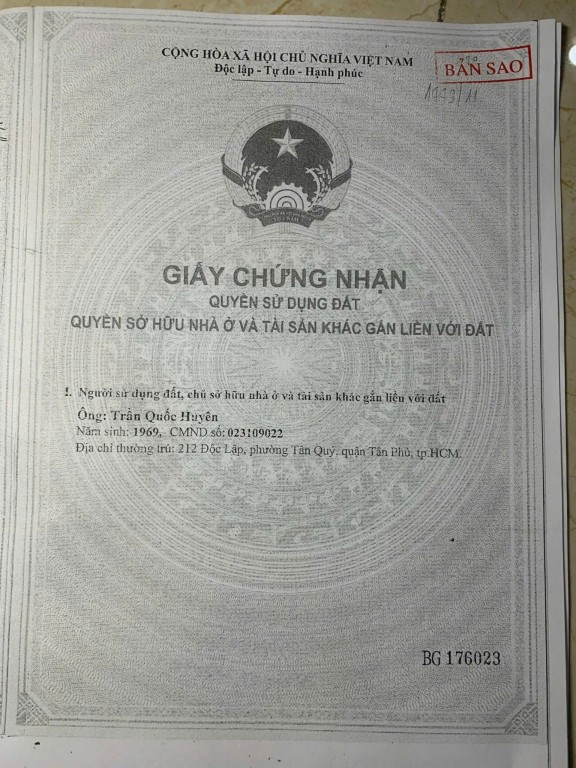 CỘNG HÒA XÃ HỘI CHỦ NGHĨA VIỆT NAM
Độc lập - Tự do - Hạnh phúc
BẢN SAO
VIỆT NAM
GIẤY CHỨNG NHẬN
QUYỀN SỬ DỤNG ĐẤT
QUYỀN SỞ HỮU NHÀ Ở VÀ TÀI SẢN KHÁC GẮN LIỀN VỚI ĐẤT
I. Người sử dụng đất, chủ sở hữu nhà ở và tài sản khác gắn liền với đất
Ông: Trần Quốc Huyên
Năm sinh: 1969, CMND số: 023109022
Địa chỉ thường trú: 212 Độc Lập, phường Tân Quý, quận Tân Phú, tp.HCM.
BG 176023